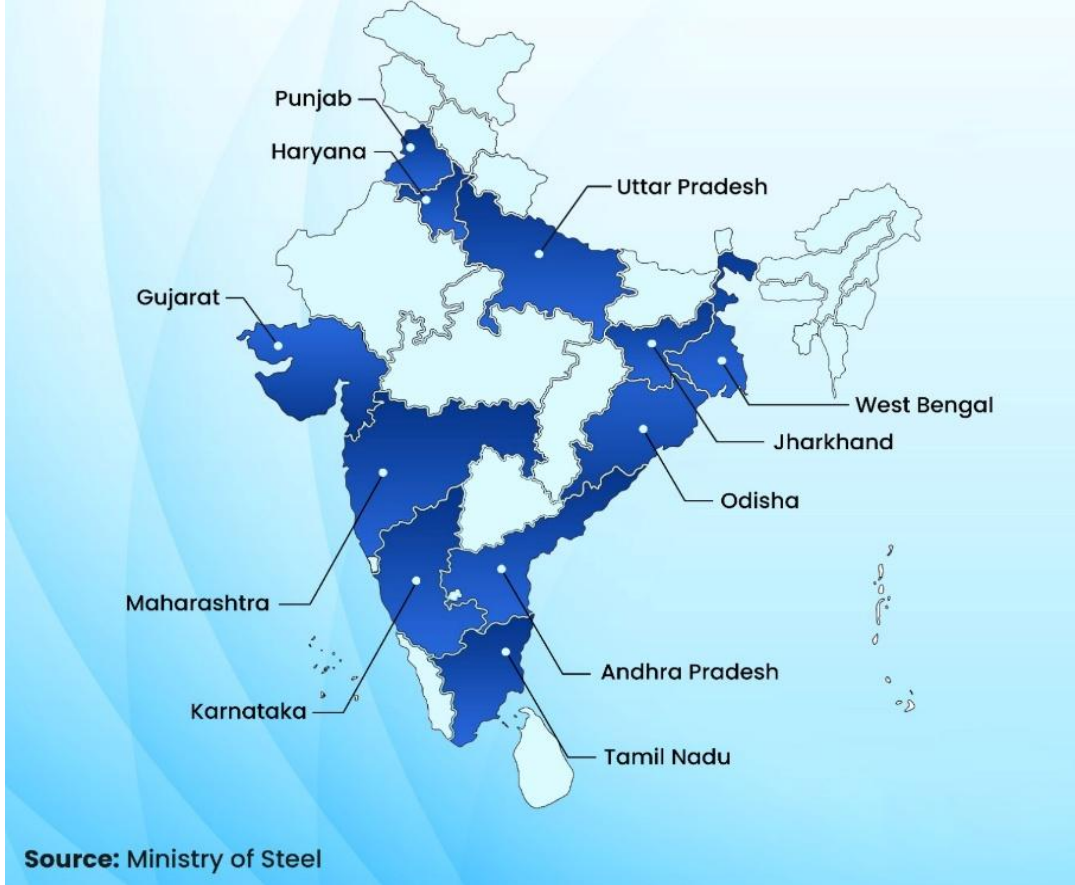 Punjab
Haryana
Uttar Pradesh
Gujarat
West Bengal
Jharkhand
Odisha
Maharashtra
Andhra Pradesh
Karnataka
Tamil Nadu
Source: Ministry of Steel